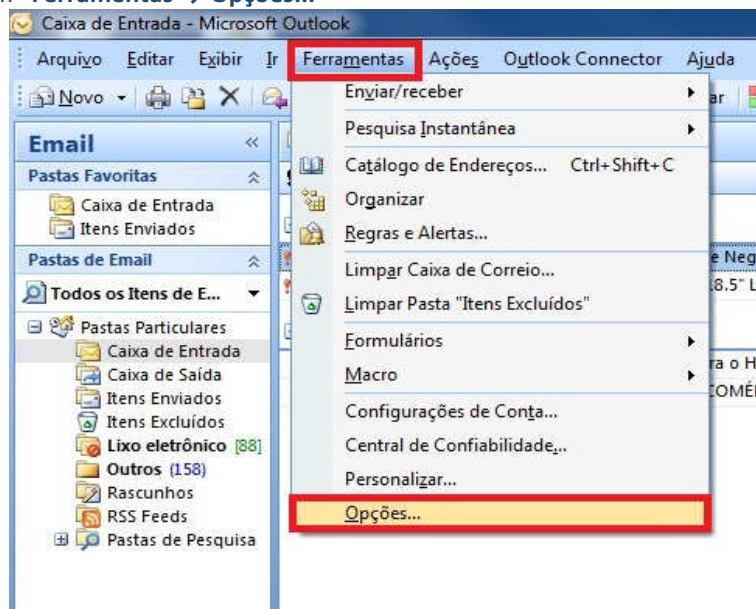 Ferramentas → Opções...
Caixa de Entrada - Microsoft Outlook
Arquivo Editar Exibir Ir Ferramentas Ações Outlook Connector Ajuda
Novo
Enviar/receber
Pesquisa Instantânea
Catálogo de Endereços... Ctrl+Shift+C
Organizar
Regras e Alertas...
Limpar Caixa de Correio...
Limpar Pasta "Itens Excluídos"
Formulários
Macro
Configurações de Conta...
Central de Confiabilidade...
Personalizar...
Opções...
Email «
Pastas Favoritas
Caixa de Entrada
Itens Enviados
Pastas de Email
Todos os Itens de E...
Pastas Particulares
Caixa de Entrada
Caixa de Saída
Itens Enviados
Itens Excluídos
Lixo eletrônico [88]
Outros (158)
Rascunhos
RSS Feeds
Pastas de Pesquisa